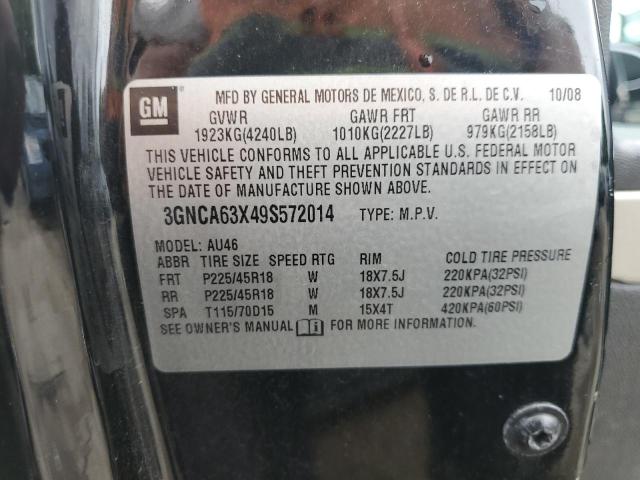 GM MFD BY GENERAL MOTORS DE MEXICO, S. DE R.L. DE C.V. 10/08
GVWR GAWR FRT GAWR RR
1923KG(4240LB) 1010KG(2227LB) 979KG(2158LB)
THIS VEHICLE CONFORMS TO ALL APPLICABLE U.S. FEDERAL MOTOR
VEHICLE SAFETY AND THEFT PREVENTION STANDARDS IN EFFECT ON
THE DATE OF MANUFACTURE SHOWN ABOVE.
3GNCA63X49S572014 TYPE: M.P.V.
MODEL: AU46
ABBR TIRE SIZE SPEED RTG RIM COLD TIRE PRESSURE
FRT P225/45R18 W 18X7.5J 220KPA(32PSI)
RR P225/45R18 W 18X7.5J 220KPA(32PSI)
SPA T115/70D15 M 15X4T 420KPA(60PSI)
SEE OWNER'S MANUAL FOR MORE INFORMATION.